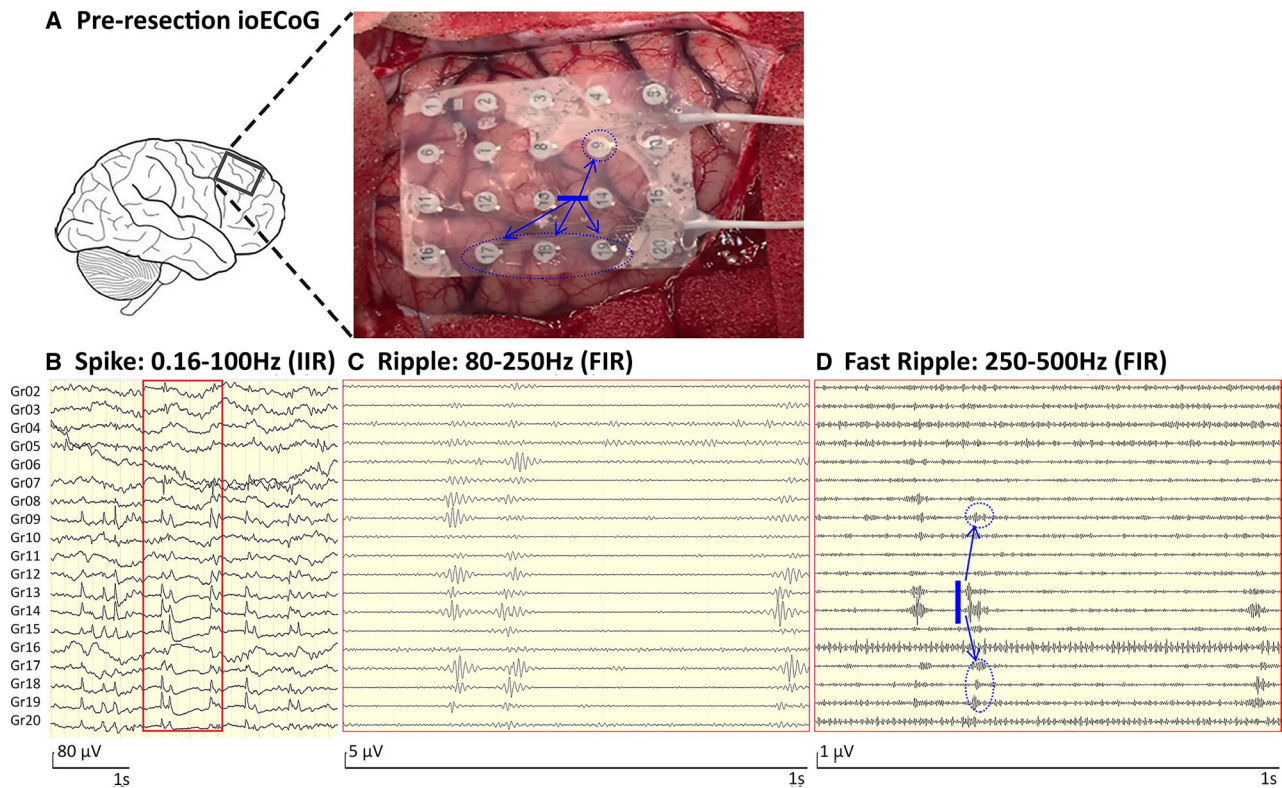 A Pre-resection ioECoG
1 2 3 4 5
6 1 8 9 10
11 12 13 14 15
16 17 18 19 20
B Spike: 0.16-100Hz (IIR) C Ripple: 80-250Hz (FIR) D Fast Ripple: 250-500Hz (FIR)
Gr02
Gr03
Gr04
Gr05
Gr06
Gr07
Gr08
Gr09
Gr10
Gr11
Gr12
Gr13
Gr14
Gr15
Gr16
Gr17
Gr18
Gr19
Gr20
80 µV 5 µV 1 µV
1s 1s 1s